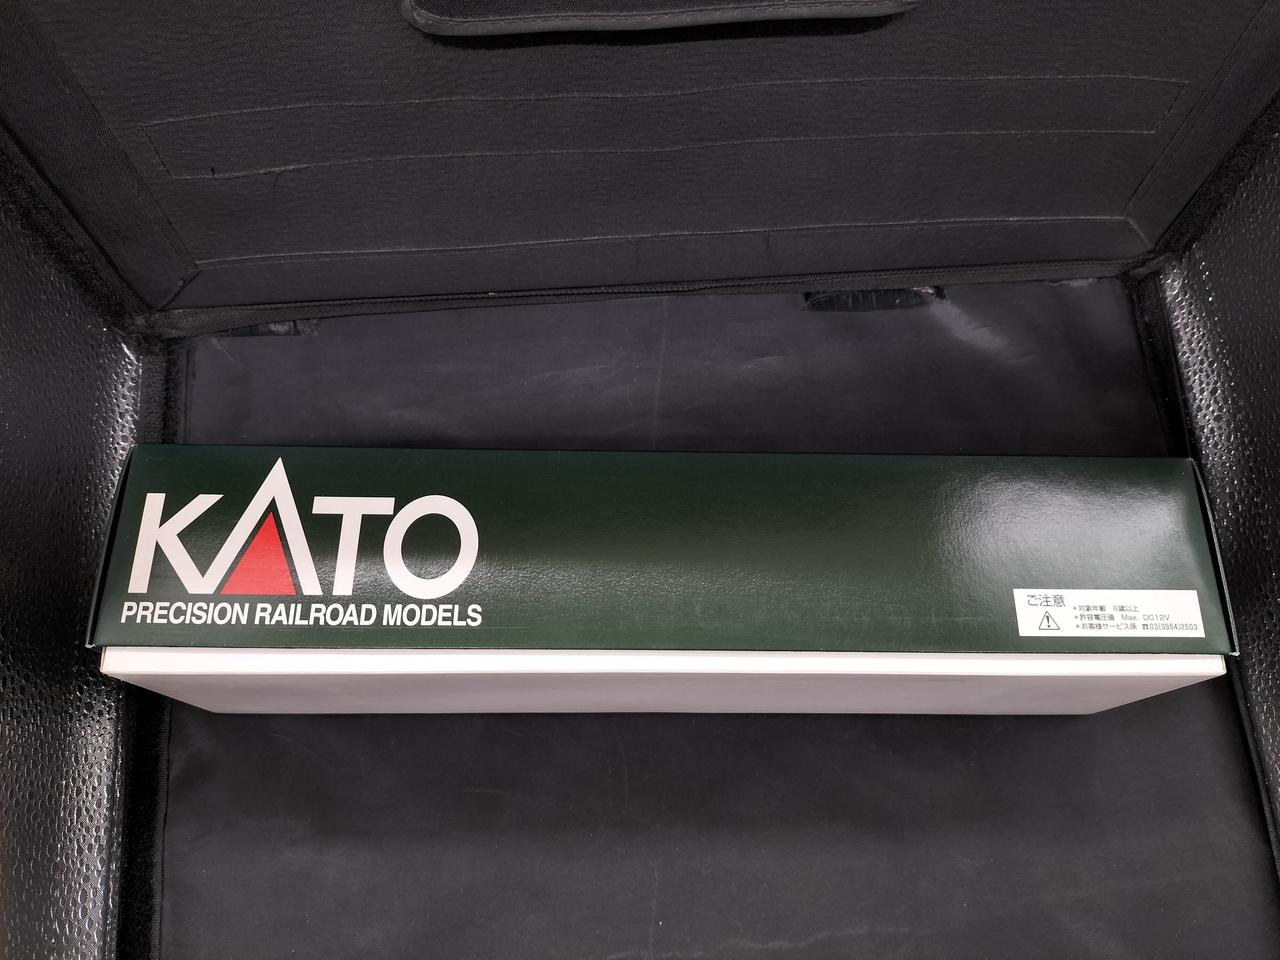 KATO
PRECISION RAILROAD MODELS
ご注意
*対象年齢 8歳以上
*許容電圧値 Max. DC12V
*お客様サービス係 ☎03(3954)2503